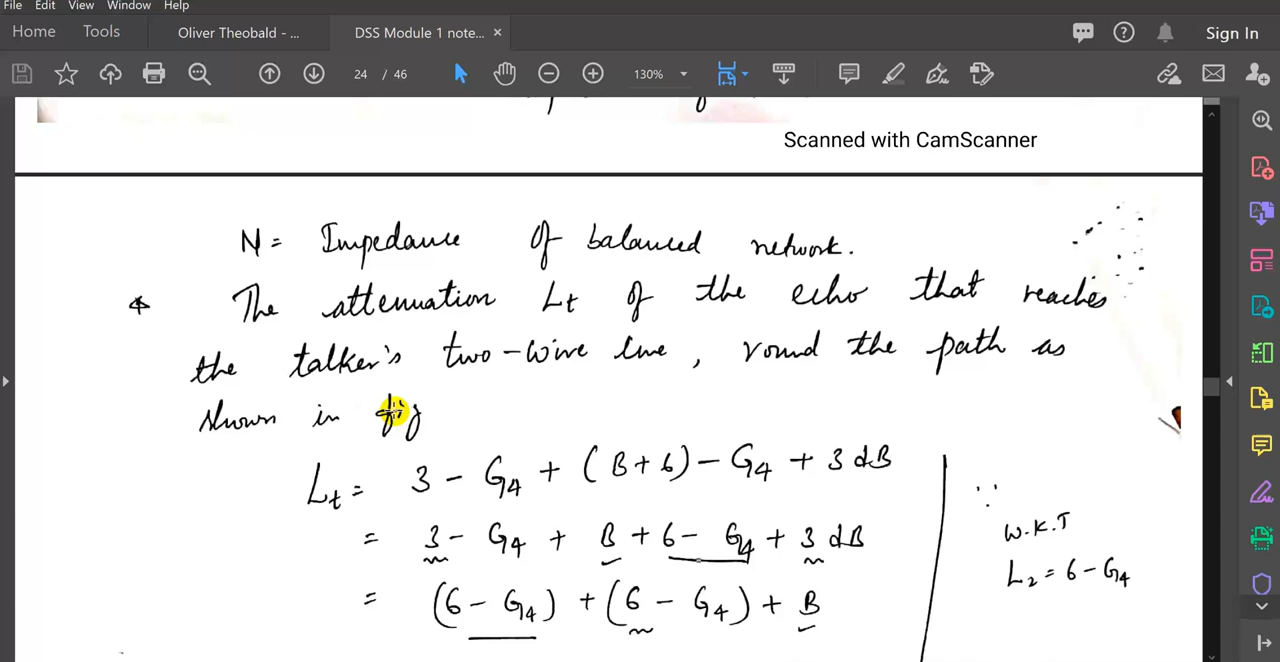 File Edit View Window Help
Home Tools Oliver Theobald - ... DSS Module 1 note... × Sign In
24 / 46 130%
Scanned with CamScanner
N = Impedance of balanced network.
The attenuation Lt of the echo that reaches
the talker's two-wire line, round the path as
shown in fig
Lt = 3 - G4 + (B+6) - G4 + 3 dB
= 3 - G4 + B + 6 - G4 + 3 dB
∵
W.K.T
L2 = 6 - G4
= (6 - G4) + (6 - G4) + B